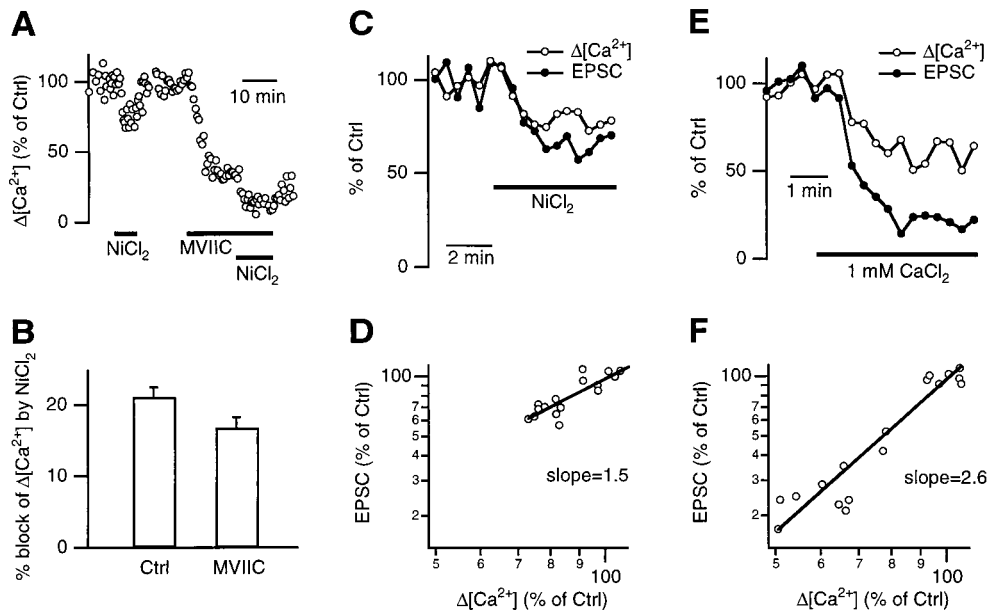 A
Δ[Ca²⁺] (% of Ctrl)
100
50
0
10 min
NiCl₂
MVIIC
NiCl₂
B
% block of Δ[Ca²⁺] by NiCl₂
20
10
0
Ctrl
MVIIC
C
% of Ctrl
100
50
0
Δ[Ca²⁺]
EPSC
NiCl₂
2 min
D
EPSC (% of Ctrl)
100
7
6
5
4
3
2
slope=1.5
5
6
7
8
9
100
Δ[Ca²⁺] (% of Ctrl)
E
% of Ctrl
100
50
0
Δ[Ca²⁺]
EPSC
1 min
1 mM CaCl₂
F
EPSC (% of Ctrl)
100
7
6
5
4
3
2
slope=2.6
5
6
7
8
9
100
Δ[Ca²⁺] (% of Ctrl)